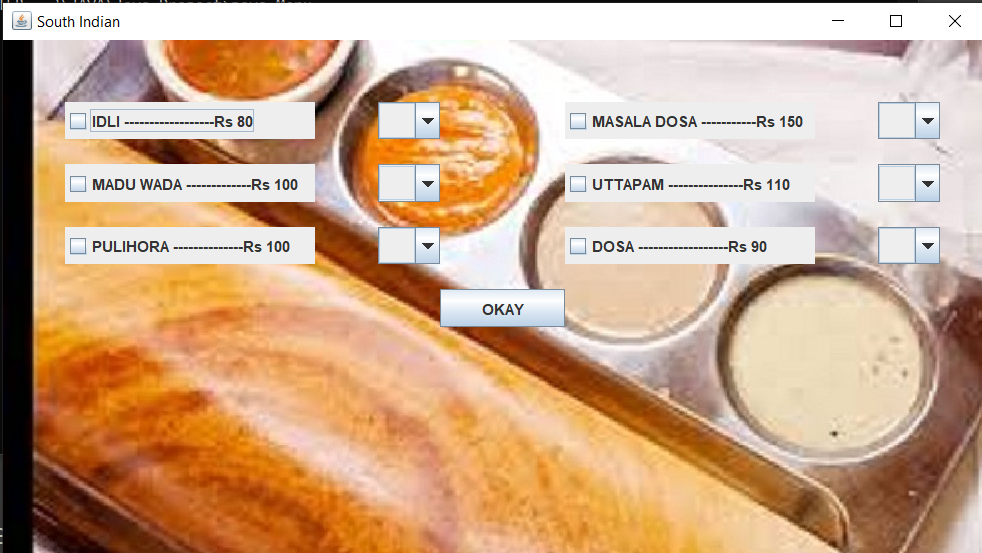 South Indian
IDLI ------------------Rs 80
MASALA DOSA -----------Rs 150
MADU WADA -------------Rs 100
UTTAPAM ---------------Rs 110
PULIHORA --------------Rs 100
DOSA ------------------Rs 90
OKAY